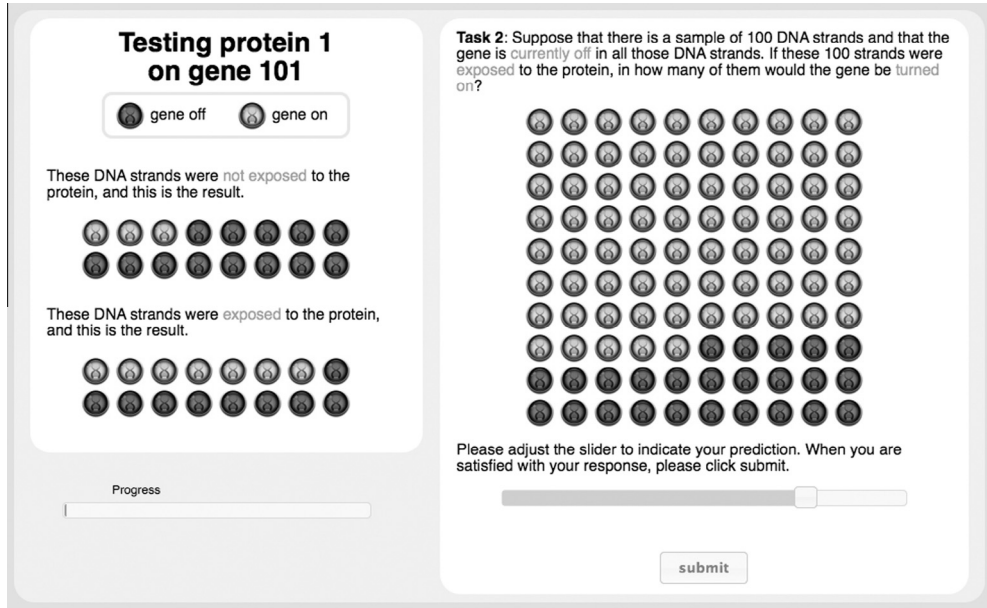 Testing protein 1
on gene 101
gene off
gene on
These DNA strands were not exposed to the
protein, and this is the result.
These DNA strands were exposed to the protein,
and this is the result.
Progress
Task 2: Suppose that there is a sample of 100 DNA strands and that the
gene is currently off in all those DNA strands. If these 100 strands were
exposed to the protein, in how many of them would the gene be turned
on?
Please adjust the slider to indicate your prediction. When you are
satisfied with your response, please click submit.
submit